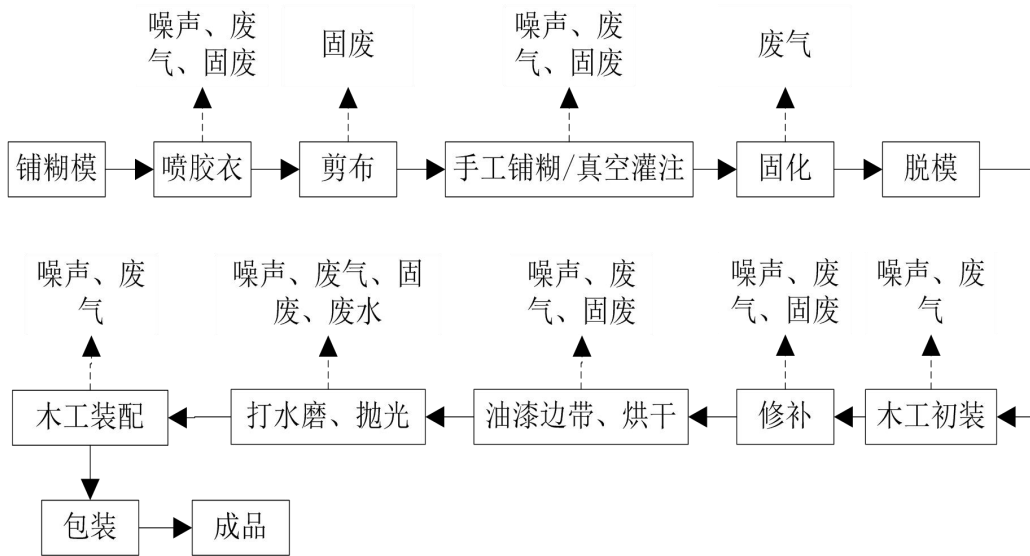 噪声、废
气、固废
固废
噪声、废
气、固废
废气
铺糊模
喷胶衣
剪布
手工铺糊/真空灌注
固化
脱模
噪声、废
气
噪声、废气、固
废、废水
噪声、废
气、固废
噪声、废
气、固废
噪声、废
气
木工装配
打水磨、抛光
油漆边带、烘干
修补
木工初装
包装
成品